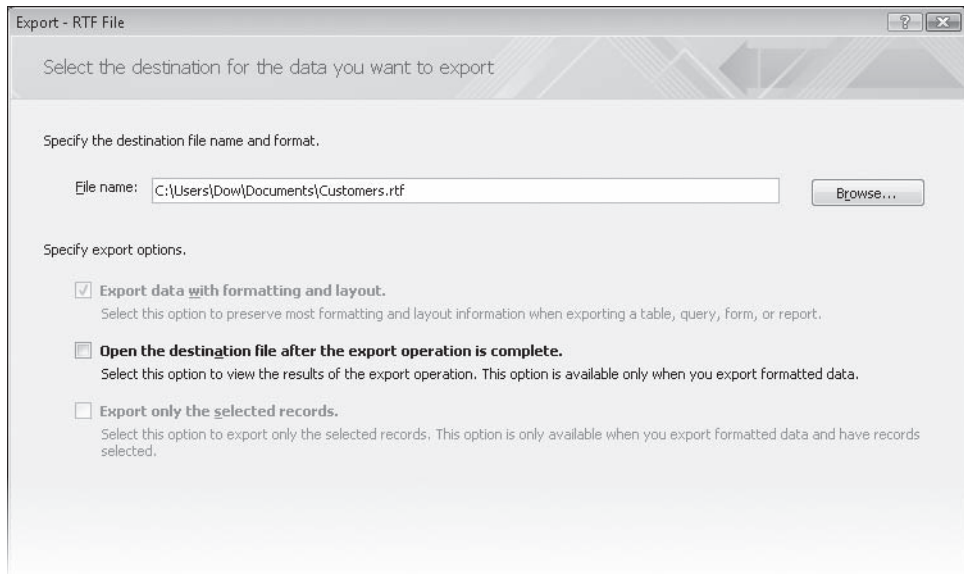 Export - RTF File
Select the destination for the data you want to export
Specify the destination file name and format.
File name: C:\Users\Dow\Documents\Customers.rtf Browse...
Specify export options.
Export data with formatting and layout.
Select this option to preserve most formatting and layout information when exporting a table, query, form, or report.
Open the destination file after the export operation is complete.
Select this option to view the results of the export operation. This option is available only when you export formatted data.
Export only the selected records.
Select this option to export only the selected records. This option is only available when you export formatted data and have records
selected.